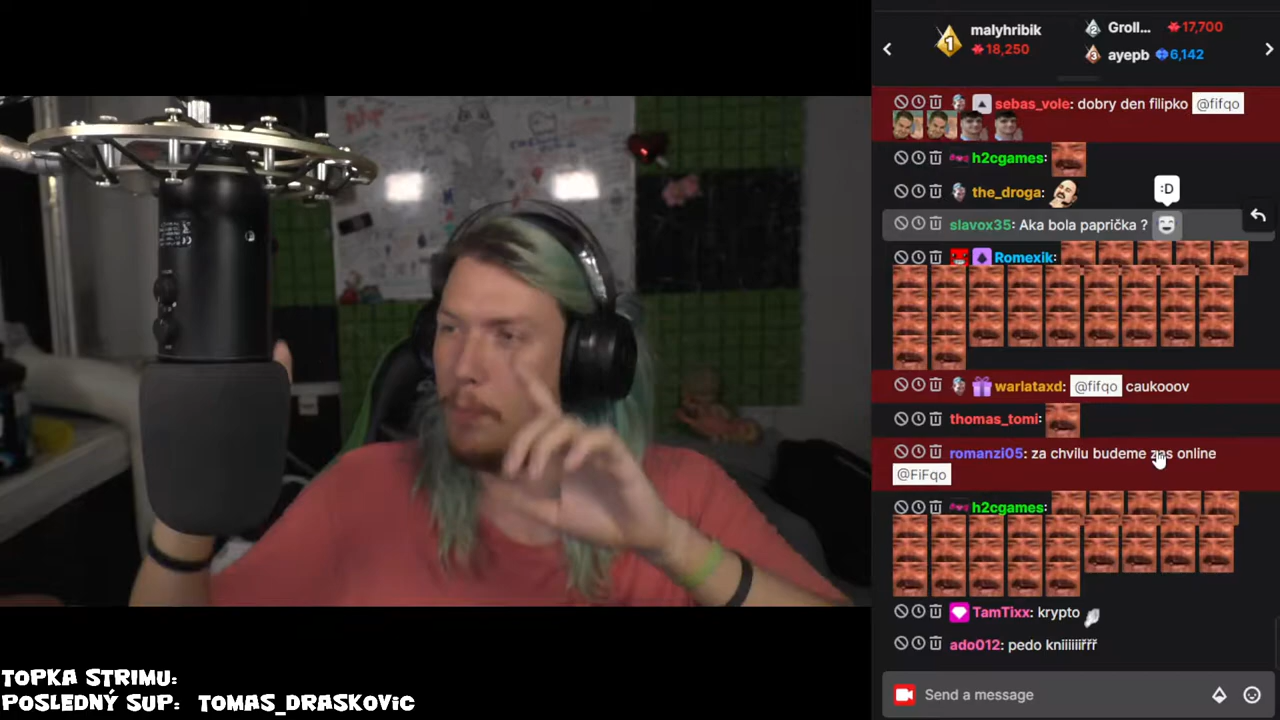 malyhribik
18,250
Groll... 17,700
ayepb 6,142
sebas_vole: dobry den filipko @fifqo
h2cgames:
the_droga:
:D
slavox35: Aka bola paprička ?
Romexik:
warlataxd: @fifqo caukooov
thomas_tomi:
romanzi05: za chvilu budeme zas online
@FiFqo
h2cgames:
TamTixx: krypto
ado012: pedo kniiiiiířř
Send a message
TOPKA STRIMU:
POSLEDNÝ SUP: TOMAS_DRASKOVIC